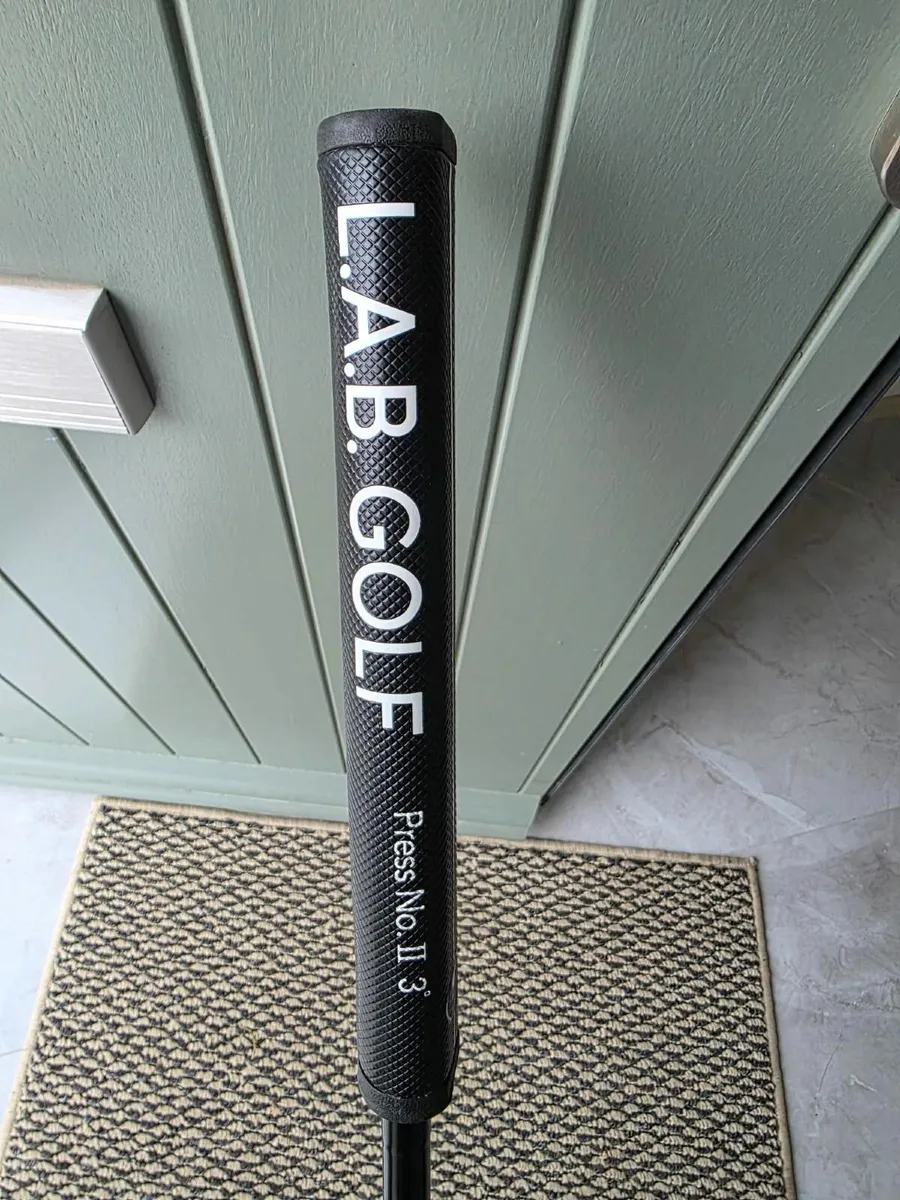 L.A.B. GOLF
Press No. II 3°